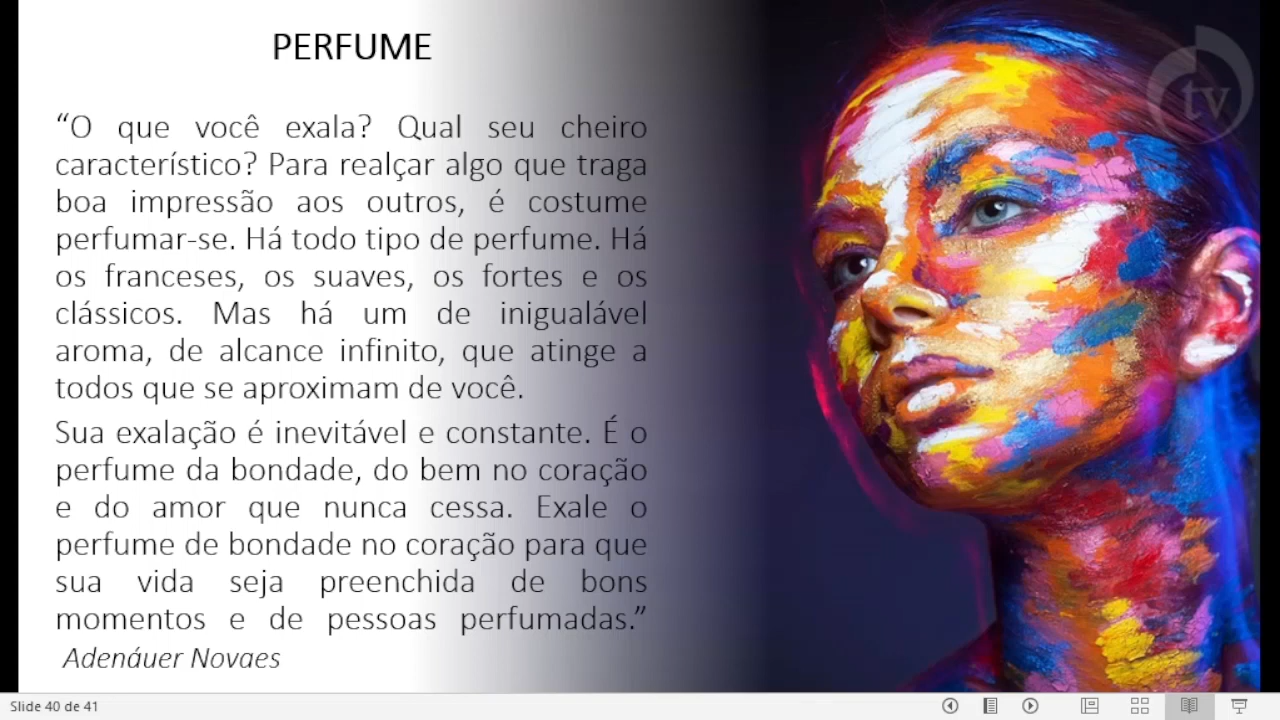 PERFUME
“O que você exala? Qual seu cheiro
característico? Para realçar algo que traga
boa impressão aos outros, é costume
perfumar-se. Há todo tipo de perfume. Há
os franceses, os suaves, os fortes e os
clássicos. Mas há um de inigualável
aroma, de alcance infinito, que atinge a
todos que se aproximam de você.
Sua exalação é inevitável e constante. É o
perfume da bondade, do bem no coração
e do amor que nunca cessa. Exale o
perfume de bondade no coração para que
sua vida seja preenchida de bons
momentos e de pessoas perfumadas.”
Adenáuer Novaes
tv
Slide 40 de 41